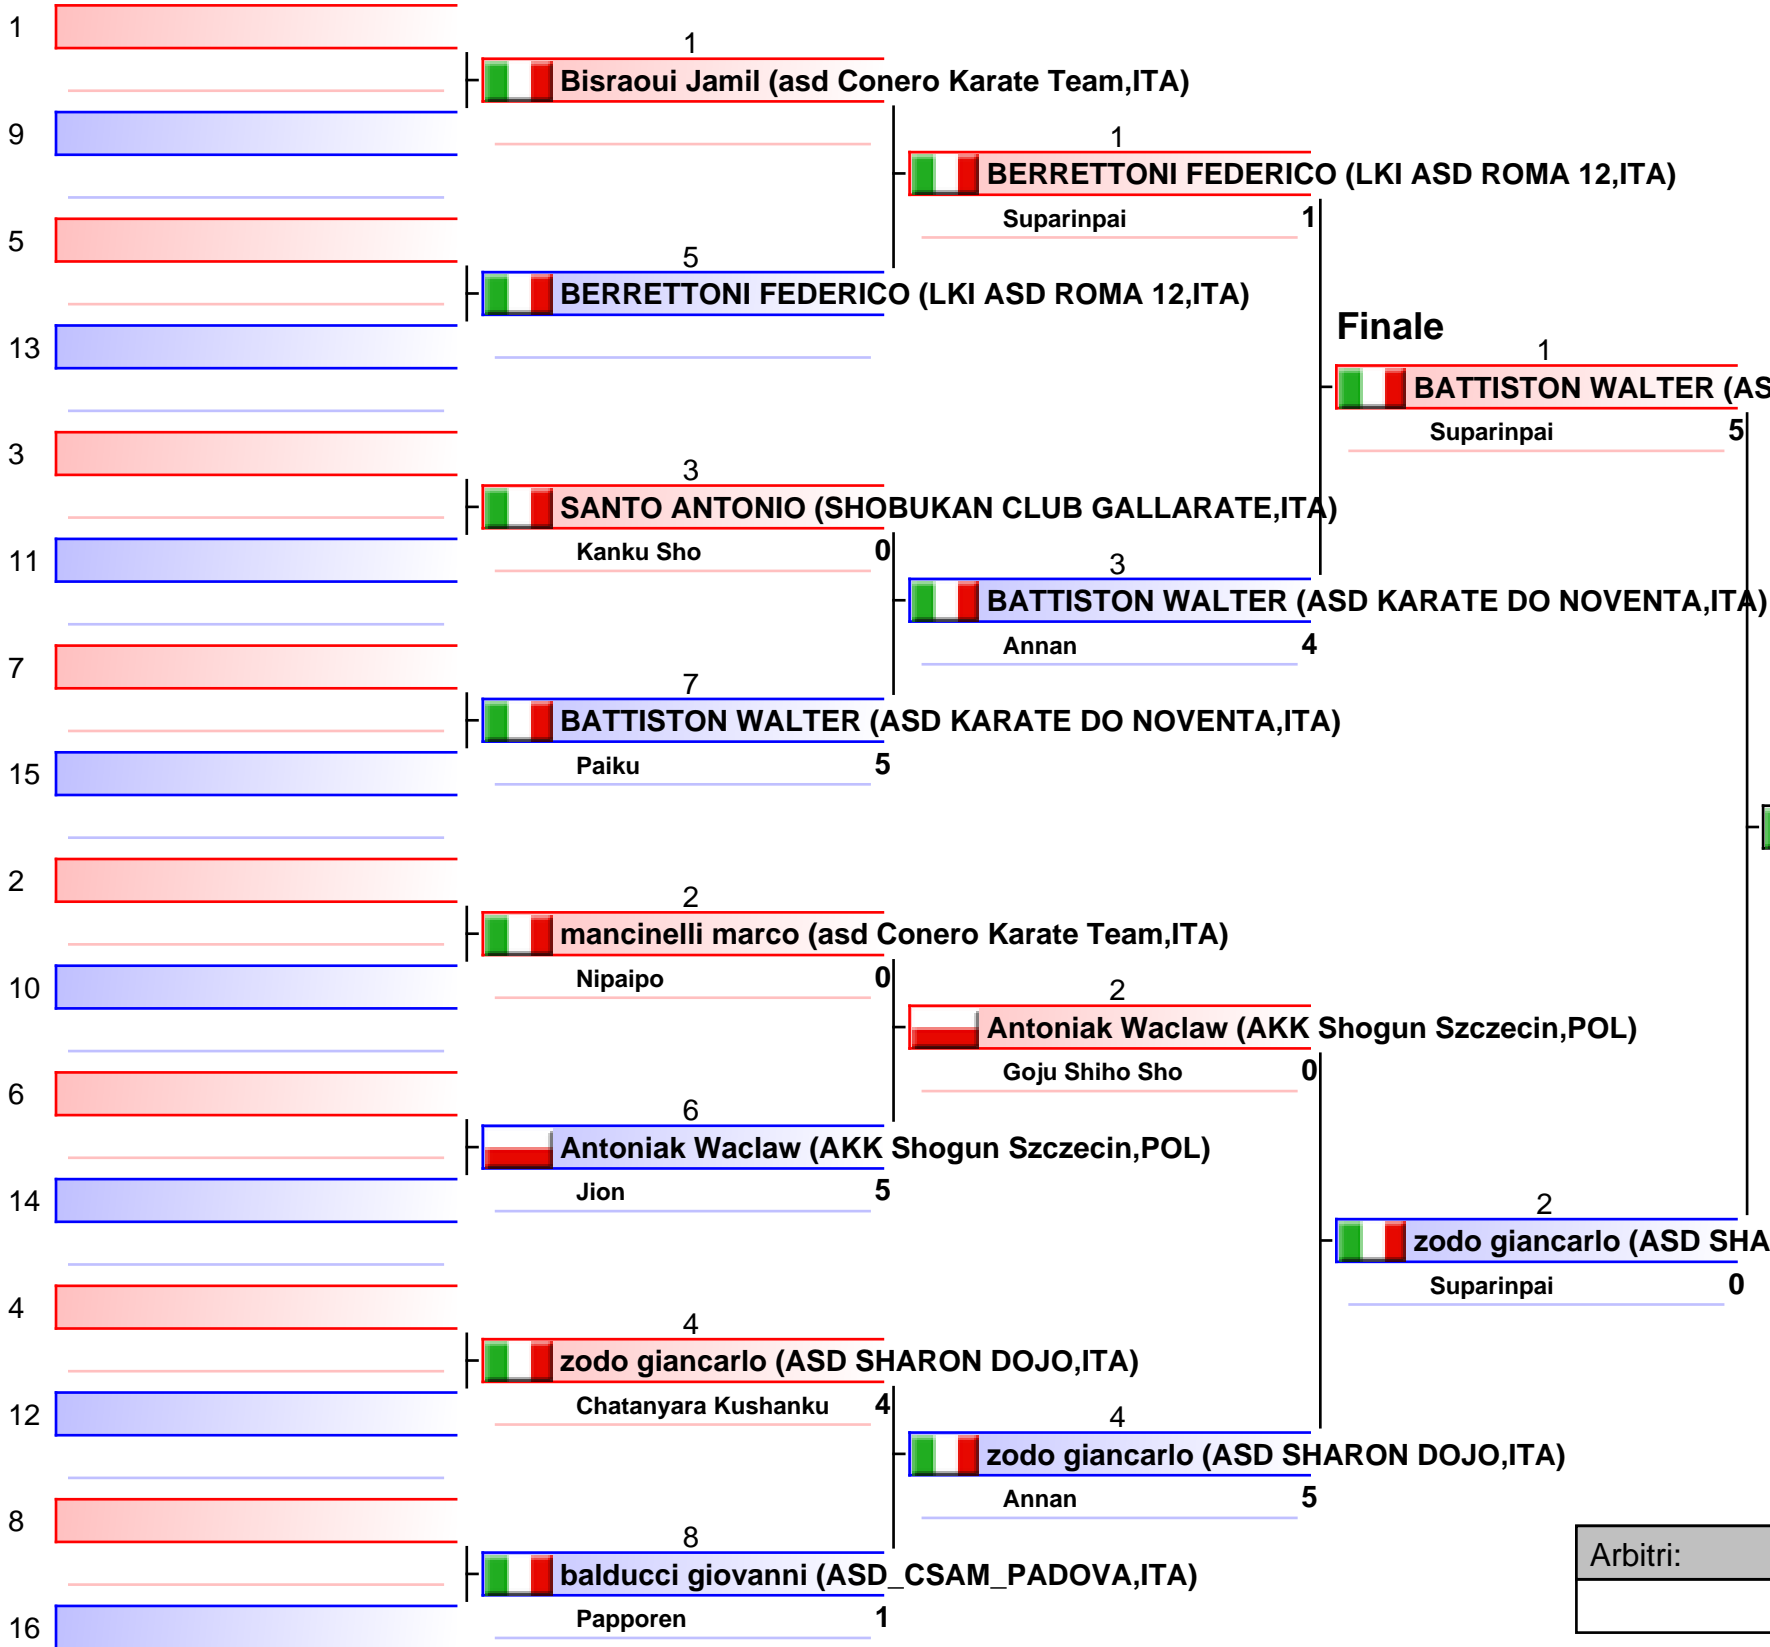 1
9
5
13
3
11
7
15
2
10
6
14
4
12
8
16
1
Bisraoui Jamil (asd Conero Karate Team,ITA)
5
BERRETTONI FEDERICO (LKI ASD ROMA 12,ITA)
3
SANTO ANTONIO (SHOBUKAN CLUB GALLARATE,ITA)
Kanku Sho 0
7
BATTISTON WALTER (ASD KARATE DO NOVENTA,ITA)
Paiku 5
2
mancinelli marco (asd Conero Karate Team,ITA)
Nipaipo 0
6
Antoniak Waclaw (AKK Shogun Szczecin,POL)
Jion 5
4
zodo giancarlo (ASD SHARON DOJO,ITA)
Chatanyara Kushanku 4
8
balducci giovanni (ASD_CSAM_PADOVA,ITA)
Papporen 1
1
BERRETTONI FEDERICO (LKI ASD ROMA 12,ITA)
Suparinpai 1
3
BATTISTON WALTER (ASD KARATE DO NOVENTA,ITA)
Annan 4
2
Antoniak Waclaw (AKK Shogun Szczecin,POL)
Goju Shiho Sho 0
4
zodo giancarlo (ASD SHARON DOJO,ITA)
Annan 5
Finale
1
BATTISTON WALTER (AS
Suparinpai 5
2
zodo giancarlo (ASD SHA
Suparinpai 0
Arbitri: